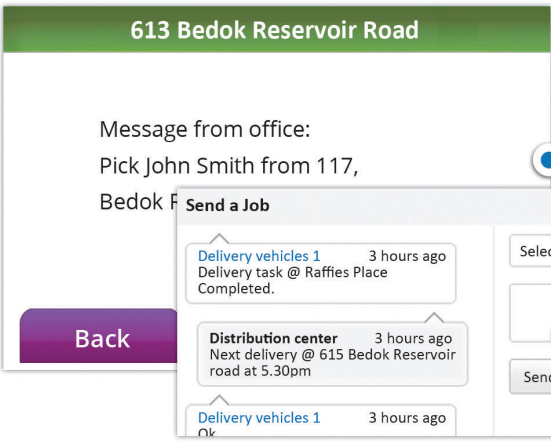 613 Bedok Reservoir Road
Message from office:
Pick John Smith from 117,
Bedok
Back
Send a Job
Delivery vehicles 1 3 hours ago
Delivery task @ Raffies Place
Completed.
Distribution center 3 hours ago
Next delivery @ 615 Bedok Reservoir
road at 5.30pm
Delivery vehicles 1 3 hours ago
Ok
Selec
Send